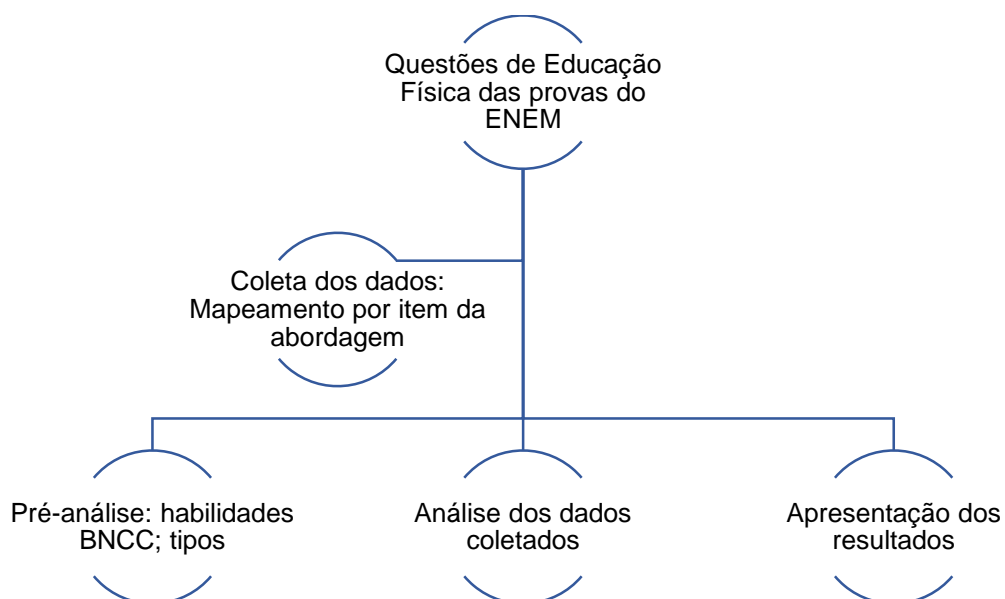 Questões de Educação
Física das provas do
ENEM
Coleta dos dados:
Mapeamento por item da
abordagem
Pré-análise: habilidades
BNCC; tipos
Análise dos dados
coletados
Apresentação dos
resultados